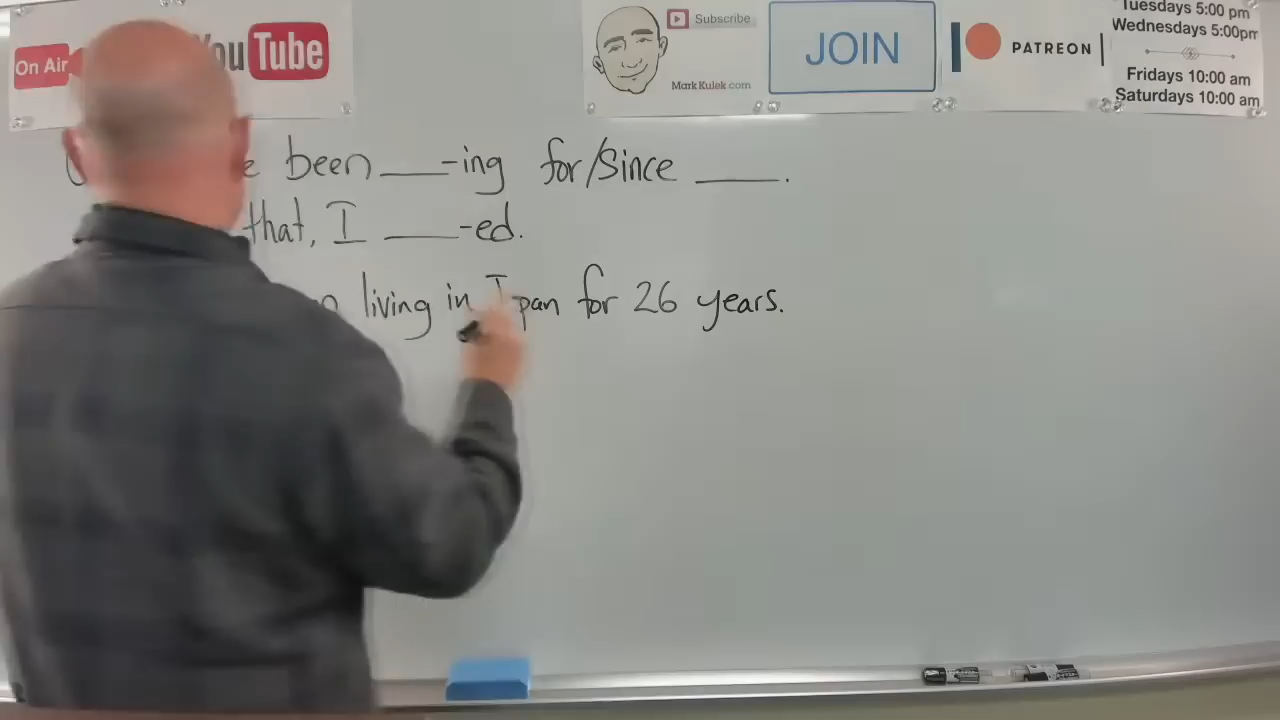 On Air
YouTube
Subscribe
MarkKulek.com
JOIN
PATREON
Tuesdays 5:00 pm
Wednesdays 5:00pm
Fridays 10:00 am
Saturdays 10:00 am
been ___-ing for/since ___.
that, I ___-ed.
living in for 26 years.